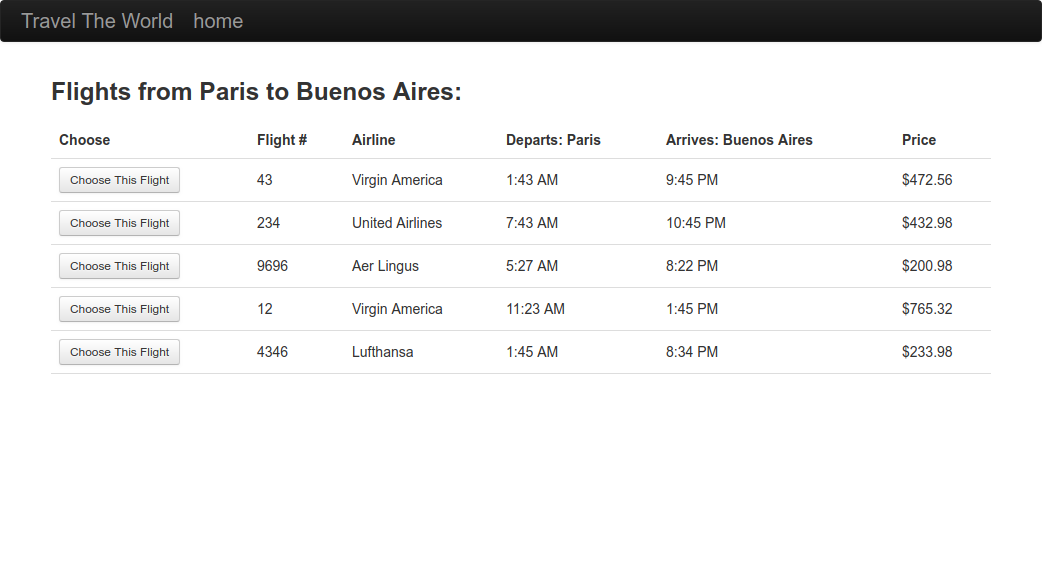 Travel The World home
Flights from Paris to Buenos Aires:
Choose Flight # Airline Departs: Paris Arrives: Buenos Aires Price
Choose This Flight 43 Virgin America 1:43 AM 9:45 PM $472.56
Choose This Flight 234 United Airlines 7:43 AM 10:45 PM $432.98
Choose This Flight 9696 Aer Lingus 5:27 AM 8:22 PM $200.98
Choose This Flight 12 Virgin America 11:23 AM 1:45 PM $765.32
Choose This Flight 4346 Lufthansa 1:45 AM 8:34 PM $233.98